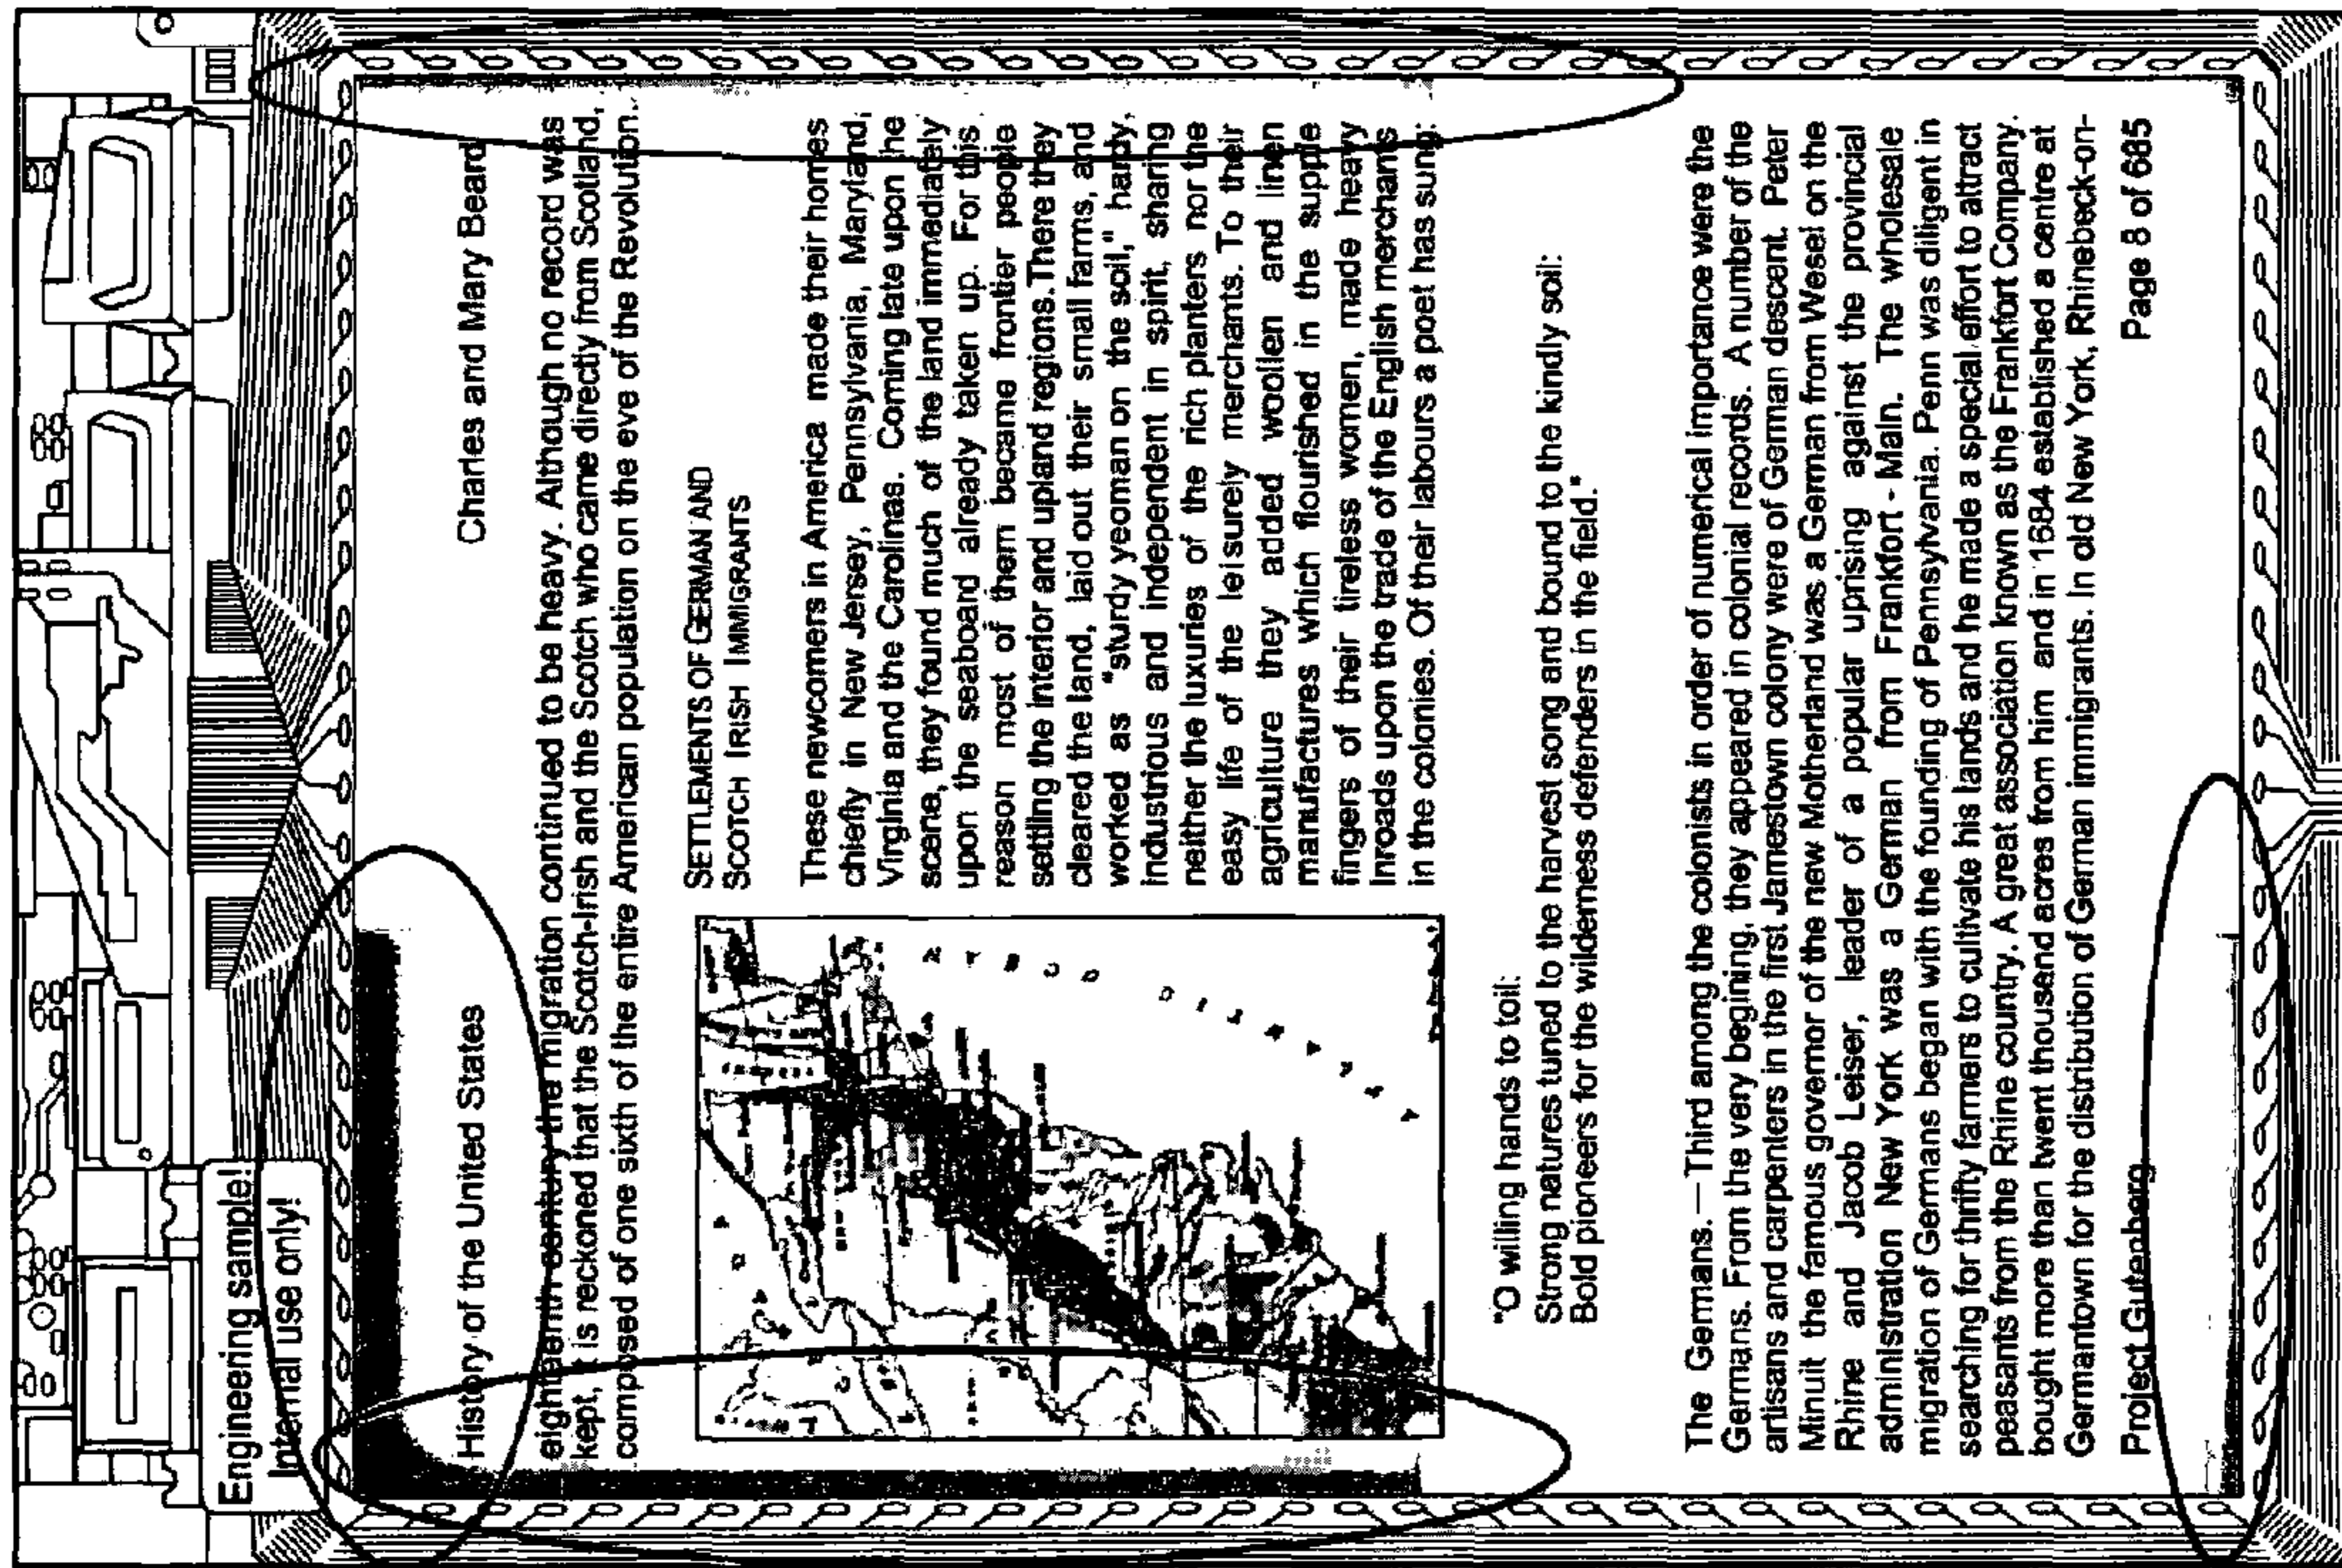 Engineering sample!
Internal use only!
History of the United States
Charles and Mary Beard
eighteenth century the migration continued to be heavy. Although no record was
kept, it is reckoned that the Scotch-Irish and the Scotch who came directly from Scotland,
composed of one sixth of the entire American population on the eve of the Revolution.
SETTLEMENTS OF GERMAN AND
SCOTCH IRISH IMMIGRANTS
These newcomers in America made their homes
chiefly in New Jersey, Pennsylvania, Maryland,
Virginia and the Carolinas. Coming late upon the
scene, they found much of the land immediately
upon the seaboard already taken up. For this
reason most of them became frontier people
settling the interior and upland regions. There they
cleared the land, laid out their small farms, and
worked as "sturdy yeoman on the soil," hardy,
industrious and independent in spirit, sharing
neither the luxuries of the rich planters nor the
easy life of the leisurely merchants. To their
agriculture they added woollen and linen
manufactures which flourished in the supple
fingers of their tireless women, made heavy
inroads upon the trade of the English merchants
in the colonies. Of their labours a poet has sung:
"O willing hands to toil:
Strong natures tuned to the harvest song and bound to the kindly soil:
Bold pioneers for the wilderness defenders in the field."
The Germans. — Third among the colonists in order of numerical importance were the
Germans. From the very begining, they appeared in colonial records. A number of the
artisans and carpenters in the first Jamestown colony were of German descent. Peter
Minuit the famous governor of the new Motherland was a German from Wesel on the
Rhine and Jacob Leiser, leader of a popular uprising against the provincial
administration New York was a German from Frankfort - Main. The wholesale
migration of Germans began with the founding of Pennsylvania. Penn was diligent in
searching for thrifty farmers to cultivate his lands and he made a special effort to attract
peasants from the Rhine country. A great association known as the Frankfort Company.
bought more than twent thousend acres from him and in 1684 established a centre at
Germantown for the distribution of German immigrants. In old New York, Rhinebeck-on-
Project Gutenberg
Page 8 of 685